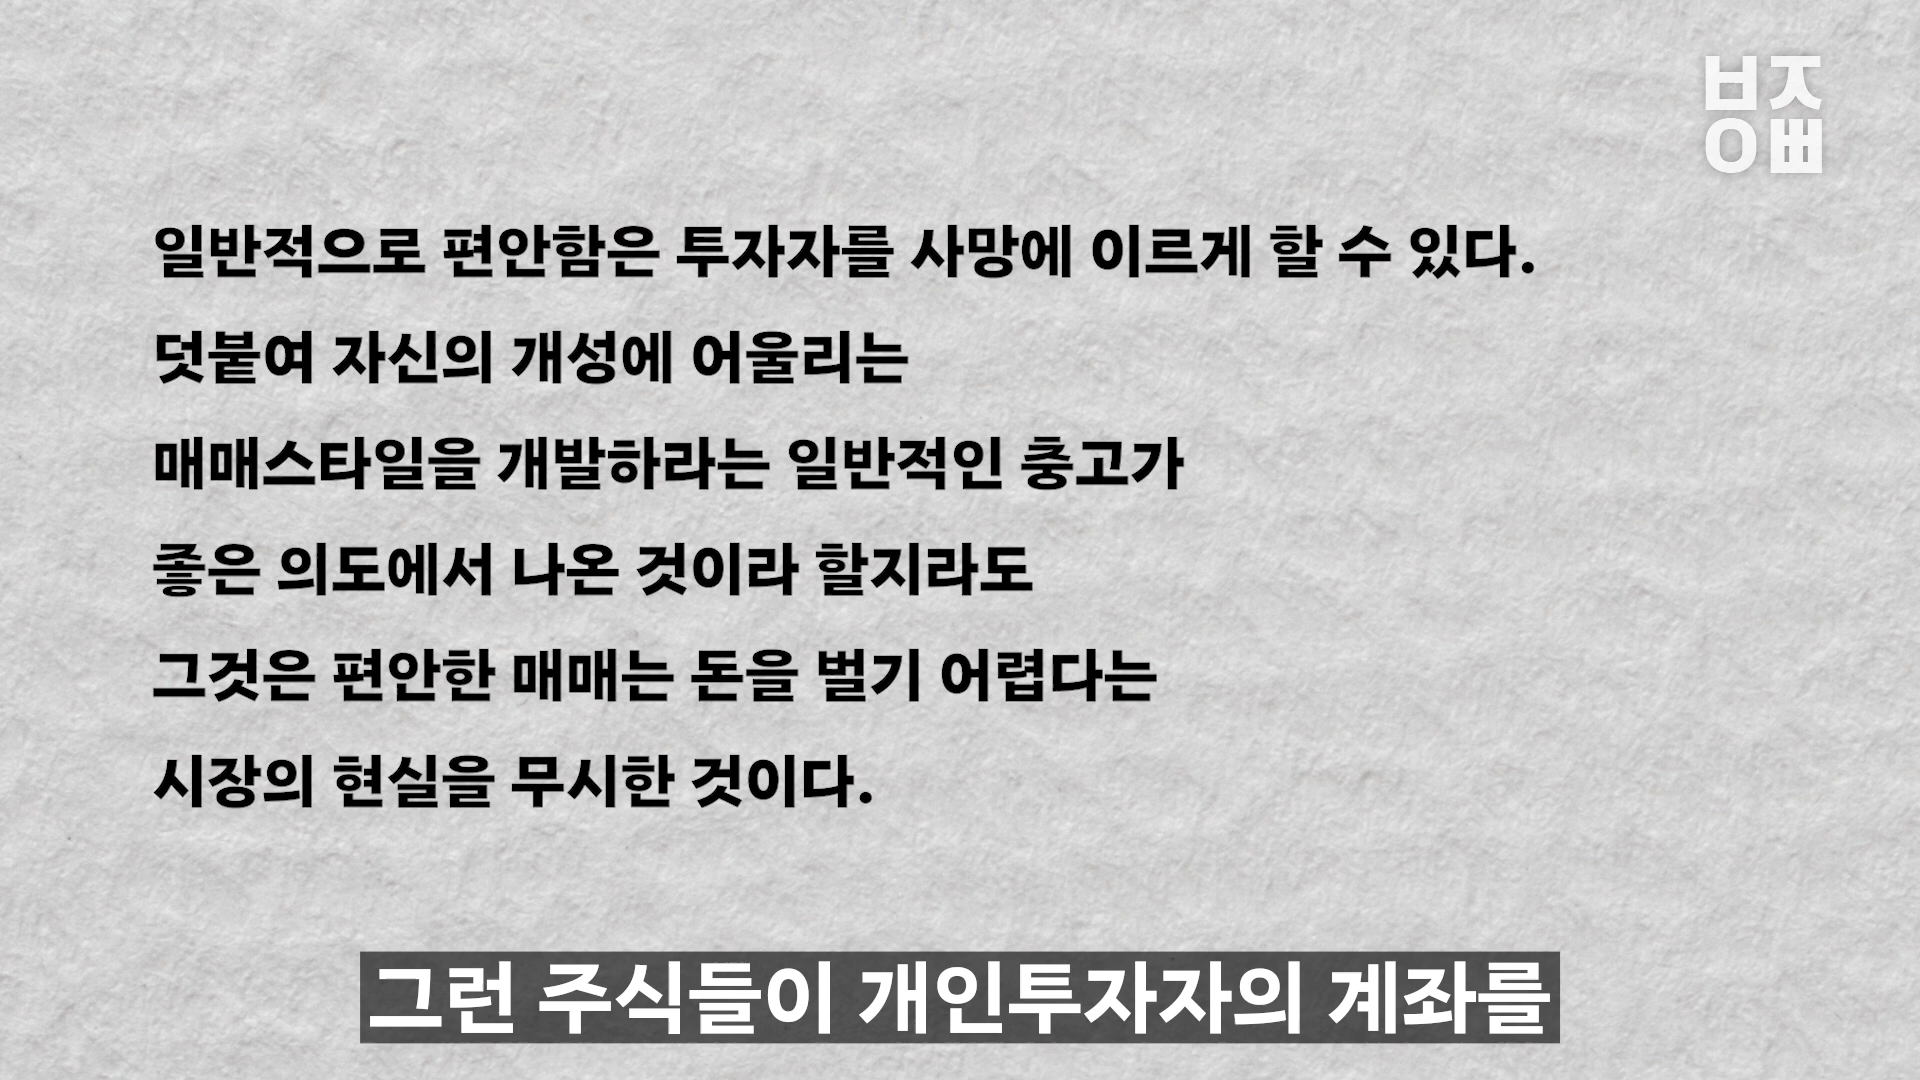 붕
주
ㅃ
일반적으로 편안함은 투자자를 사망에 이르게 할 수 있다.
덧붙여 자신의 개성에 어울리는
매매스타일을 개발하라는 일반적인 충고가
좋은 의도에서 나온 것이라 할지라도
그것은 편안한 매매는 돈을 벌기 어렵다는
시장의 현실을 무시한 것이다.
그런 주식들이 개인투자자의 계좌를